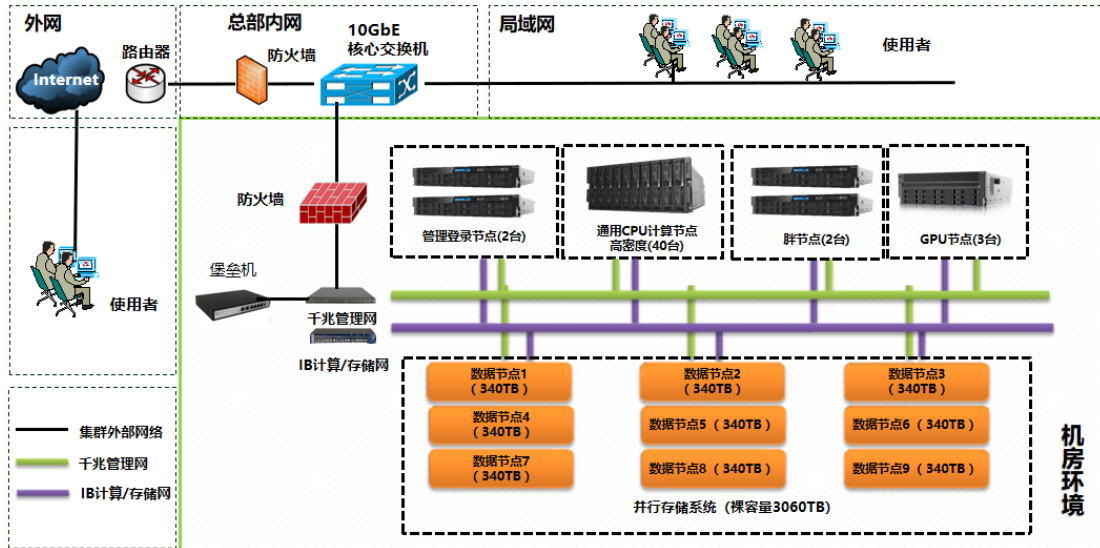 外网
Internet
路由器
总部内网
防火墙
10GbE
核心交换机
局域网
使用者
使用者
防火墙
堡垒机
千兆管理网
IB计算/存储网
管理登录节点(2台)
通用CPU计算节点
高密度(40台)
胖节点(2台)
GPU节点(3台)
数据节点1
（340TB）
数据节点2
（340TB）
数据节点3
（340TB）
数据节点4
（340TB）
数据节点5（340TB）
数据节点6（340TB）
数据节点7
（340TB）
数据节点8（340TB）
数据节点9（340TB）
并行存储系统（裸容量3060TB）
机房环境
集群外部网络
千兆管理网
IB计算/存储网